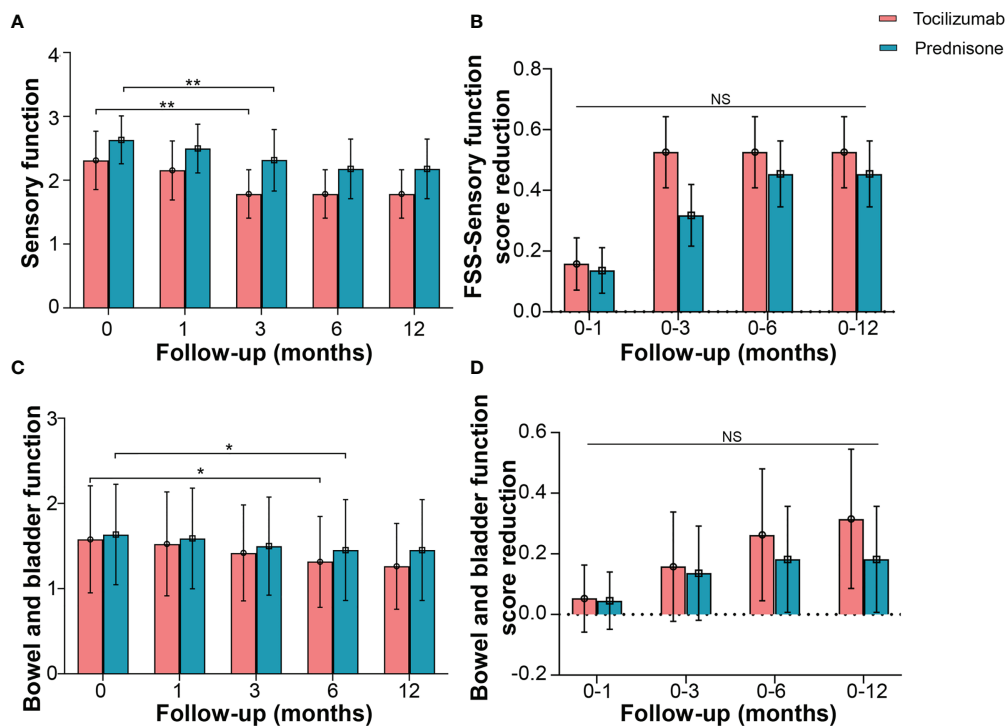 Tocilizumab
Prednisone
A
Sensory function
4
3
2
1
0
**
**
0 1 3 6 12
Follow-up (months)
B
FSS-Sensory function
score reduction
0.8
0.6
0.4
0.2
0.0
NS
0-1 0-3 0-6 0-12
Follow-up (months)
C
Bowel and bladder function
3
2
1
0
*
*
0 1 3 6 12
Follow-up (months)
D
Bowel and bladder function
score reduction
0.6
0.4
0.2
0.0
-0.2
NS
0-1 0-3 0-6 0-12
Follow-up (months)